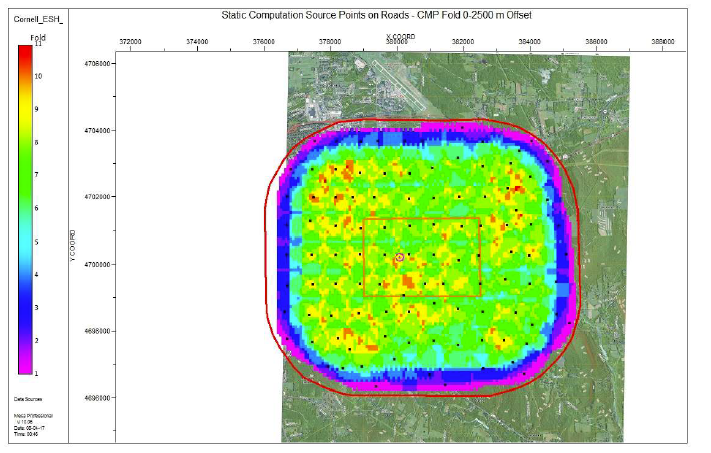 Static Computation Source Points on Roads - CMP Fold 0-2500 m Offset
Cornell_ESH_
Fold
X COORD
372000 374000 376000 378000 380000 382000 384000 386000 388000
11
10
9
8
7
6
5
4
3
2
1
4706000
4704000
4702000
4700000
4698000
4696000
Y COORD
Data Sources
Mesa Professional